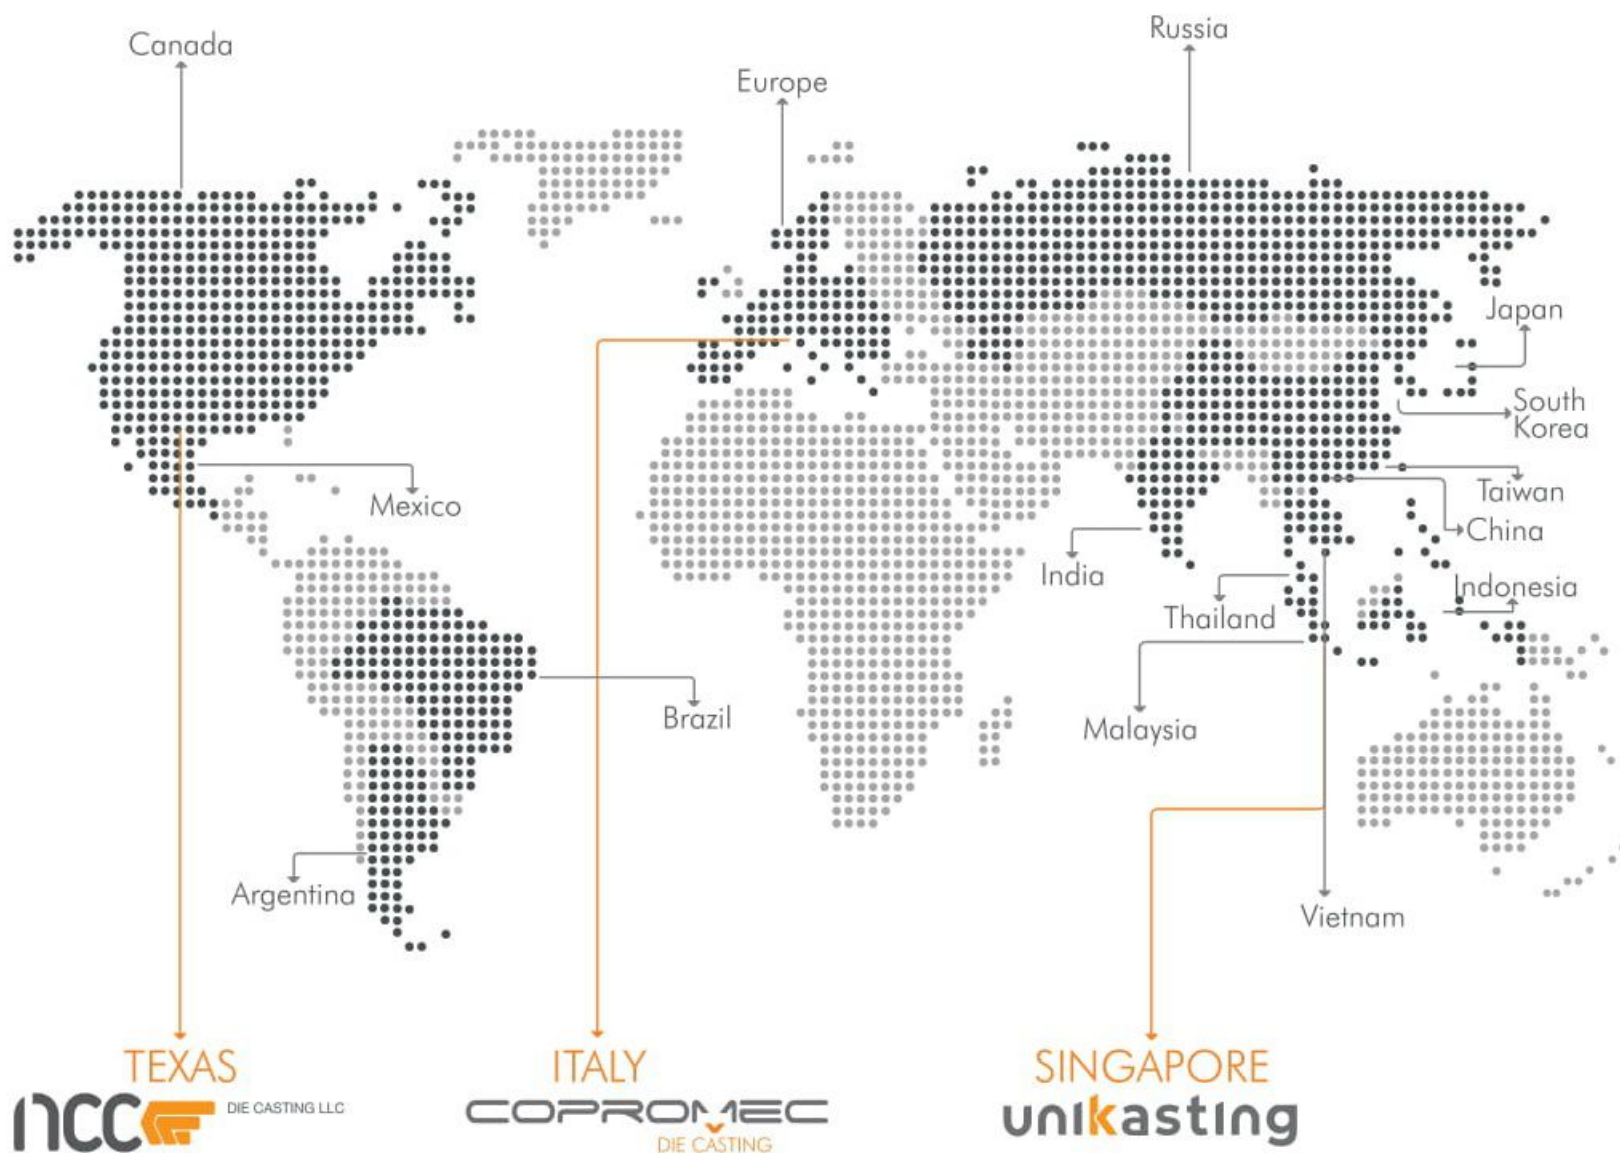 Russia
Canada
Europe
Japan
South
Korea
Taiwan
Mexico
China
India
Indonesia
Thailand
Brazil
Malaysia
Argentina
Vietnam
TEXAS
ITALY
SINGAPORE
ncc
DIE CASTING LLC
COPROMEC
DIE CASTING
unikasting